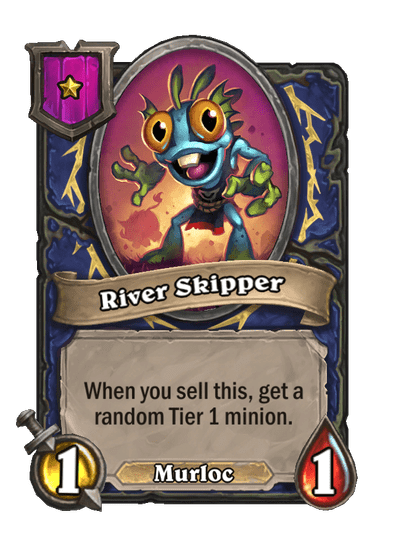 River Skipper
When you sell this, get a
random Tier 1 minion.
1
Murloc
1